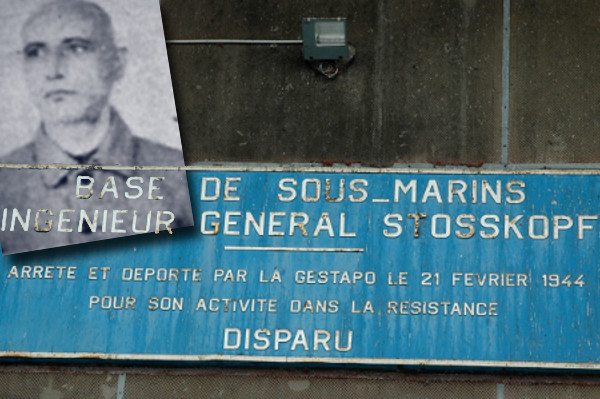 BASE DE SOUS_MARINS
INGENIEUR GENERAL STOSSKOPF
ARRETE ET DEPORTE PAR LA GESTAPO LE 21 FEVRIER 1944
POUR SON ACTIVITE DANS LA RESISTANCE
DISPARU